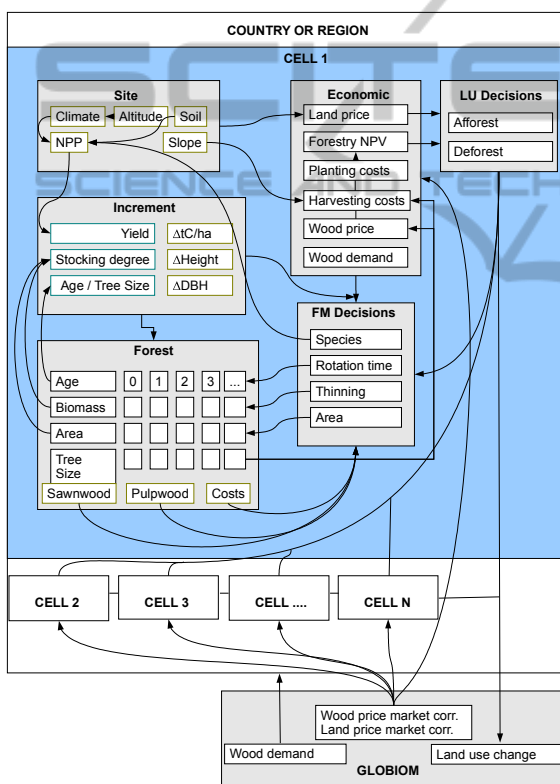 COUNTRY OR REGION
CELL 1
Site
Climate
Altitude
Soil
NPP
Slope
Economic
Land price
Forestry NPV
Planting costs
Harvesting costs
Wood price
Wood demand
LU Decisions
Afforest
Deforest
SCITE
SCIENCE AND TECH
Increment
Yield
ΔtC/ha
Stocking degree
ΔHeight
Age / Tree Size
ΔDBH
FM Decisions
Species
Rotation time
Thinning
Area
Forest
Age
0
1
2
3
...
Biomass
Area
Tree
Size
Sawnwood
Pulpwood
Costs
CELL 2
CELL 3
CELL ....
CELL N
Wood price market corr.
Land price market corr.
Wood demand
Land use change
GLOBIOM